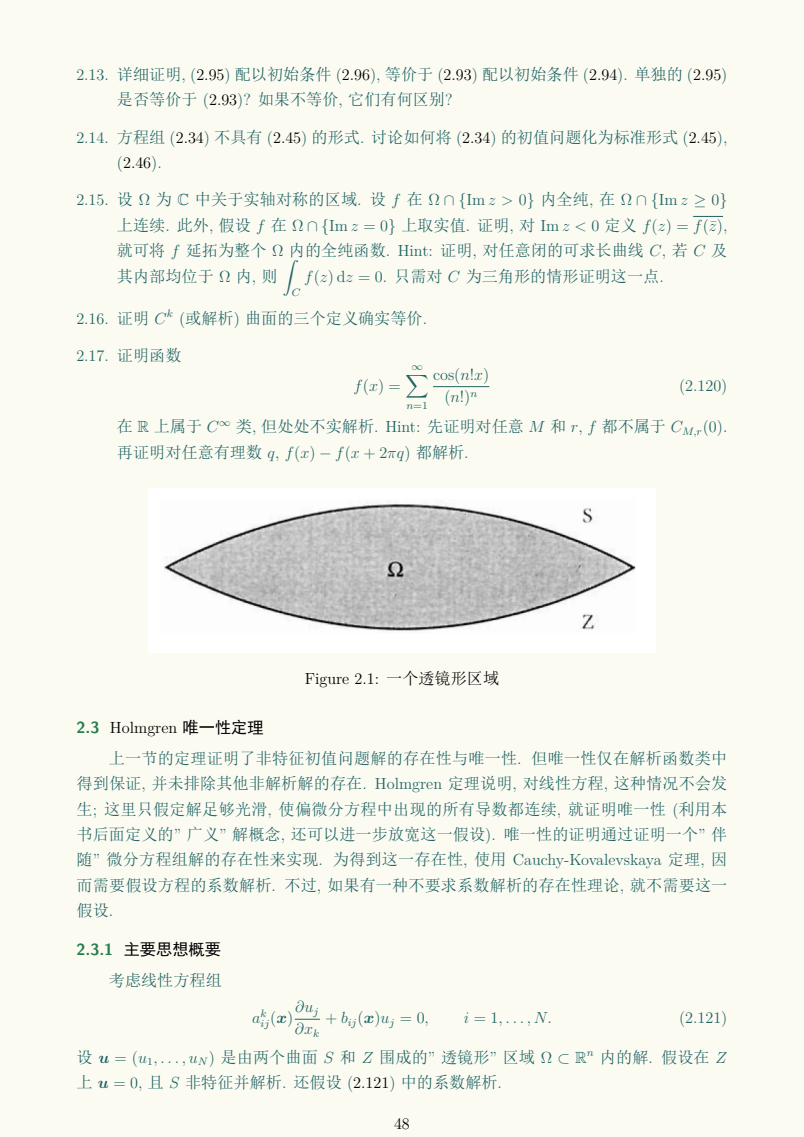 2.13. 详细证明, (2.95) 配以初始条件 (2.96), 等价于 (2.93) 配以初始条件 (2.94). 单独的 (2.95)
是否等价于 (2.93)? 如果不等价, 它们有何区别?
2.14. 方程组 (2.34) 不具有 (2.45) 的形式. 讨论如何将 (2.34) 的初值问题化为标准形式 (2.45),
(2.46).
2.15. 设 Ω 为 ℂ 中关于实轴对称的区域. 设 f 在 Ω ∩ {Im z > 0} 内全纯, 在 Ω ∩ {Im z ≥ 0}
上连续. 此外, 假设 f 在 Ω ∩ {Im z = 0} 上取实值. 证明, 对 Im z < 0 定义 f(z) = \overline{f(\bar{z})},
就可将 f 延拓为整个 Ω 内的全纯函数. Hint: 证明, 对任意闭的可求长曲线 C, 若 C 及
其内部均位于 Ω 内, 则 ∫_C f(z) dz = 0. 只需对 C 为三角形的情形证明这一点.
2.16. 证明 C^k (或解析) 曲面的三个定义确实等价.
2.17. 证明函数
f(x) = \sum_{n=1}^{∞} \frac{cos(n!x)}{(n!)^n} (2.120)
在 ℝ 上属于 C^∞ 类, 但处处不实解析. Hint: 先证明对任意 M 和 r, f 都不属于 C_{M,r}(0).
再证明对任意有理数 q, f(x) − f(x + 2πq) 都解析.
S
Ω
Z
Figure 2.1: 一个透镜形区域
2.3 Holmgren 唯一性定理
上一节的定理证明了非特征初值问题解的存在性与唯一性. 但唯一性仅在解析函数类中
得到保证, 并未排除其他非解析解的存在. Holmgren 定理说明, 对线性方程, 这种情况不会发
生; 这里只假定解足够光滑, 使偏微分方程中出现的所有导数都连续, 就证明唯一性 (利用本
书后面定义的” 广义” 解概念, 还可以进一步放宽这一假设). 唯一性的证明通过证明一个” 伴
随” 微分方程组解的存在性来实现. 为得到这一存在性, 使用 Cauchy-Kovalevskaya 定理, 因
而需要假设方程的系数解析. 不过, 如果有一种不要求系数解析的存在性理论, 就不需要这一
假设.
2.3.1 主要思想概要
考虑线性方程组
a^k_{ij}(x) \frac{∂u_j}{∂x_k} + b_{ij}(x)u_j = 0, i = 1, . . . , N. (2.121)
设 u = (u_1, . . . , u_N) 是由两个曲面 S 和 Z 围成的” 透镜形” 区域 Ω ⊂ ℝ^n 内的解. 假设在 Z
上 u = 0, 且 S 非特征并解析. 还假设 (2.121) 中的系数解析.
48